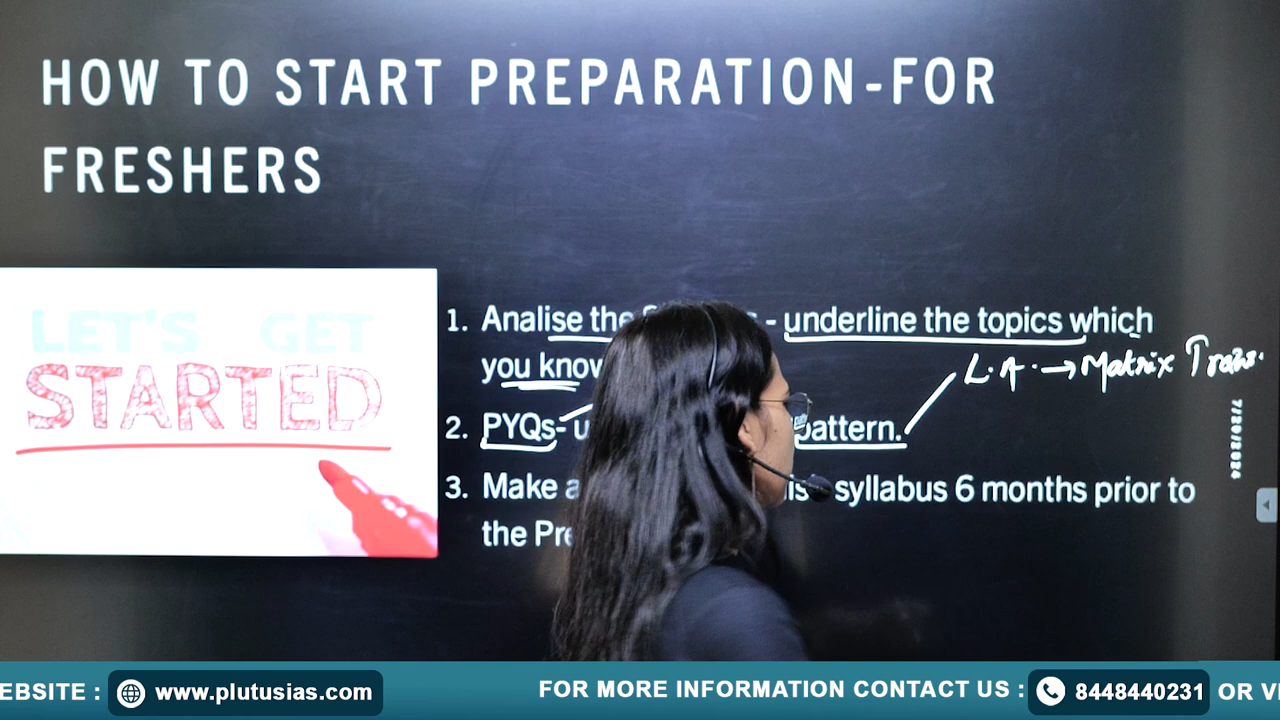 HOW TO START PREPARATION-FOR
FRESHERS
LET'S GET
STARTED
1. Analise the - underline the topics which
you know
L.A. → Matrix Trans.
2. PYQs- pattern.
3. Make syllabus 6 months prior to
the
7/29/2024
EBSITE : www.plutusias.com FOR MORE INFORMATION CONTACT US : 8448440231 OR VI